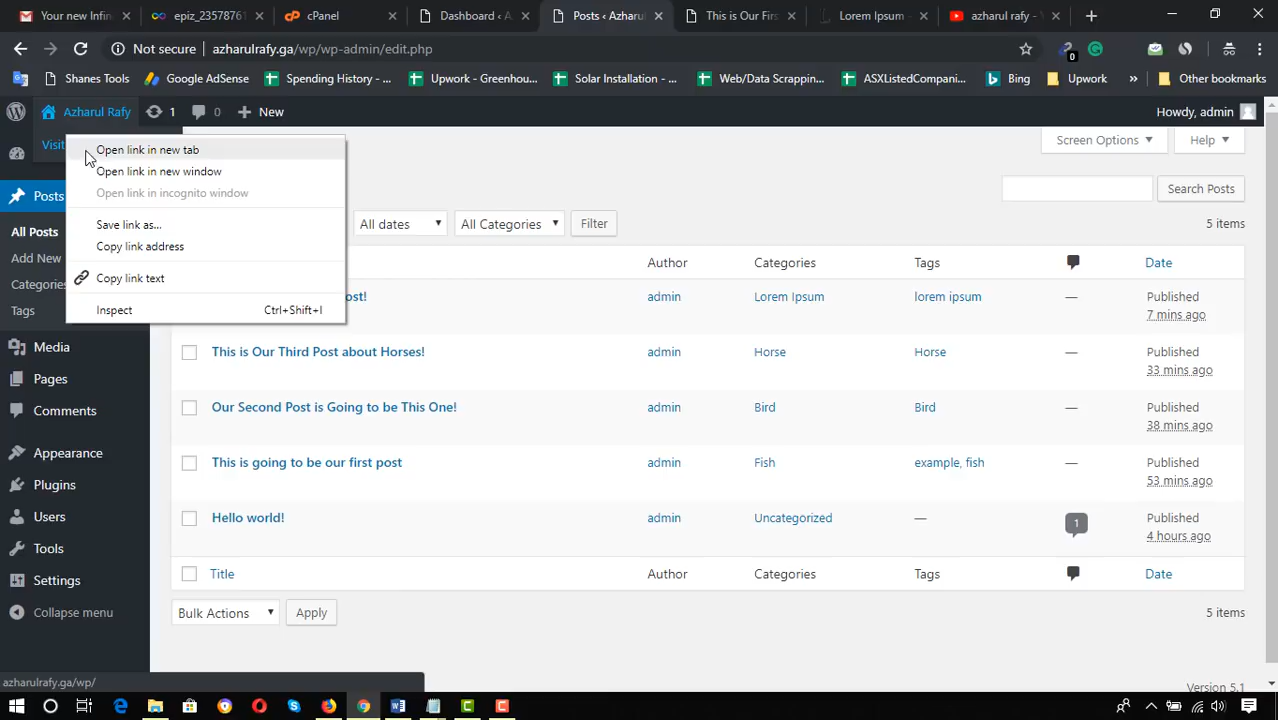 Your new Infin
epiz_23578761
cPanel
Dashboard ‹ Az
Posts ‹ Azharul
This is Our Firs
Lorem Ipsum -
azharul rafy - Y
Not secure | azharulrafy.ga/wp/wp-admin/edit.php
0
Shanes Tools
Google AdSense
Spending History - ...
Upwork - Greenhou...
Solar Installation - ...
Web/Data Scrappin...
ASXListedCompani...
Bing
Upwork
»
Other bookmarks
Azharul Rafy
1
0
New
Howdy, admin
Visit
Open link in new tab
Open link in new window
Open link in incognito window
Save link as...
Copy link address
Copy link text
Inspect Ctrl+Shift+I
Screen Options
Help
Posts
All Posts
Add New
Categories
Tags
Media
Pages
Comments
Appearance
Plugins
Users
Tools
Settings
Collapse menu
Search Posts
All dates
All Categories
Filter
5 items
Author Categories Tags Date
ost! admin Lorem Ipsum lorem ipsum — Published
7 mins ago
This is Our Third Post about Horses! admin Horse Horse — Published
33 mins ago
Our Second Post is Going to be This One! admin Bird Bird — Published
38 mins ago
This is going to be our first post admin Fish example, fish — Published
53 mins ago
Hello world! admin Uncategorized — 1 Published
4 hours ago
Title Author Categories Tags Date
Bulk Actions
Apply
5 items
azharulrafy.ga/wp/
Version 5.1